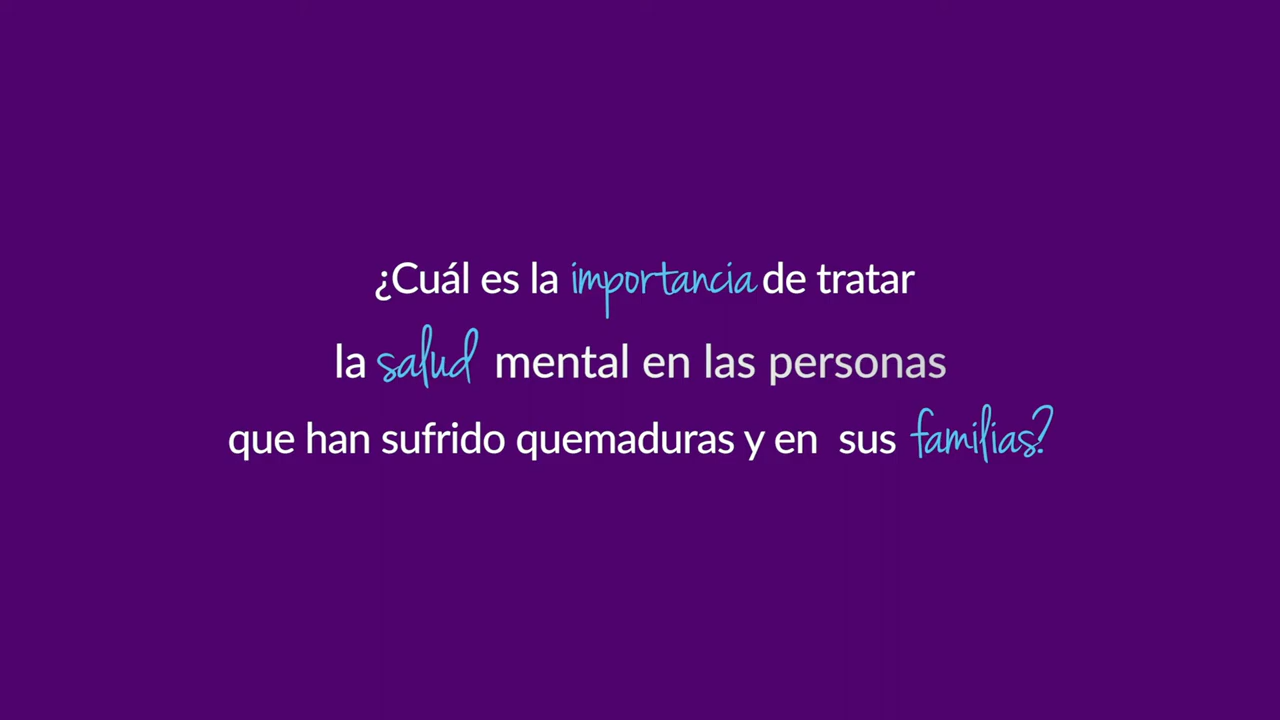 ¿Cuál es la importancia de tratar
la salud mental en las personas
que han sufrido quemaduras y en sus familias?